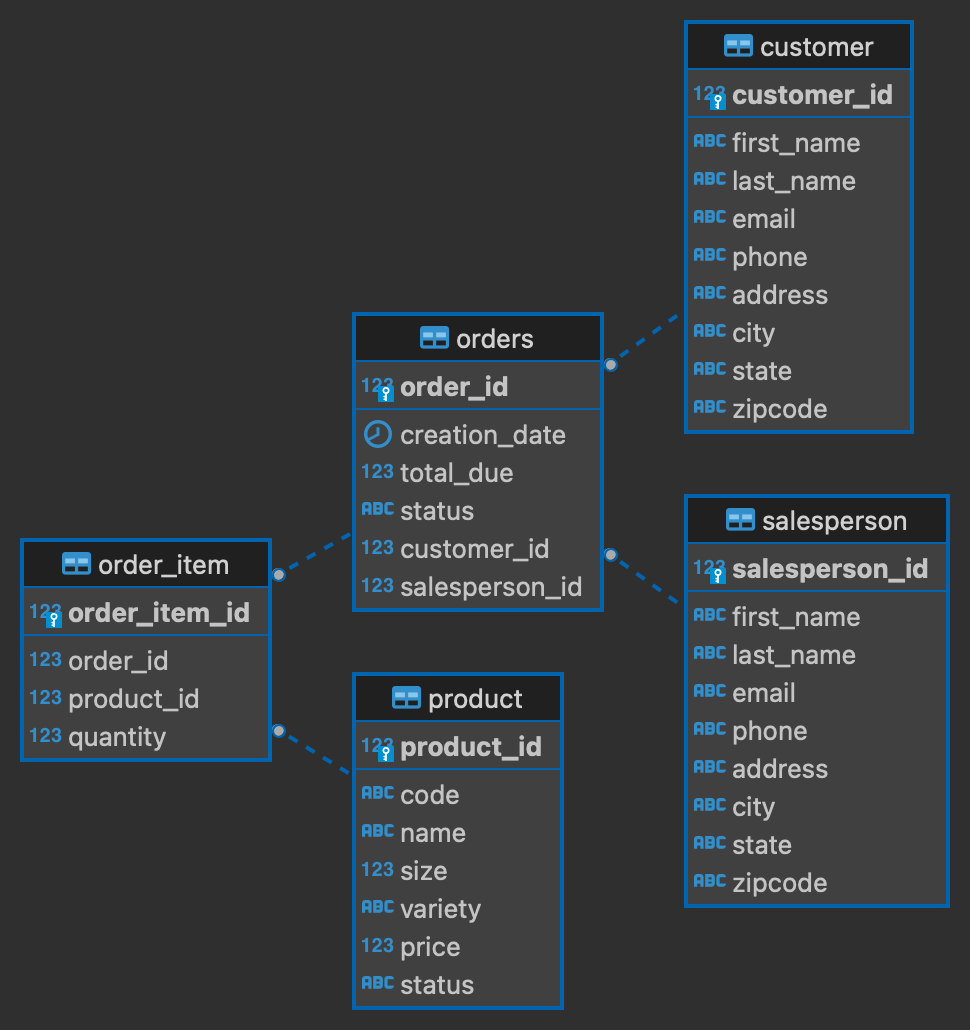 customer
123 customer_id
ABC first_name
ABC last_name
ABC email
ABC phone
ABC address
ABC city
ABC state
ABC zipcode
orders
123 order_id
creation_date
123 total_due
ABC status
123 customer_id
123 salesperson_id
salesperson
123 salesperson_id
ABC first_name
ABC last_name
ABC email
ABC phone
ABC address
ABC city
ABC state
ABC zipcode
order_item
123 order_item_id
123 order_id
123 product_id
123 quantity
product
123 product_id
ABC code
ABC name
123 size
ABC variety
123 price
ABC status